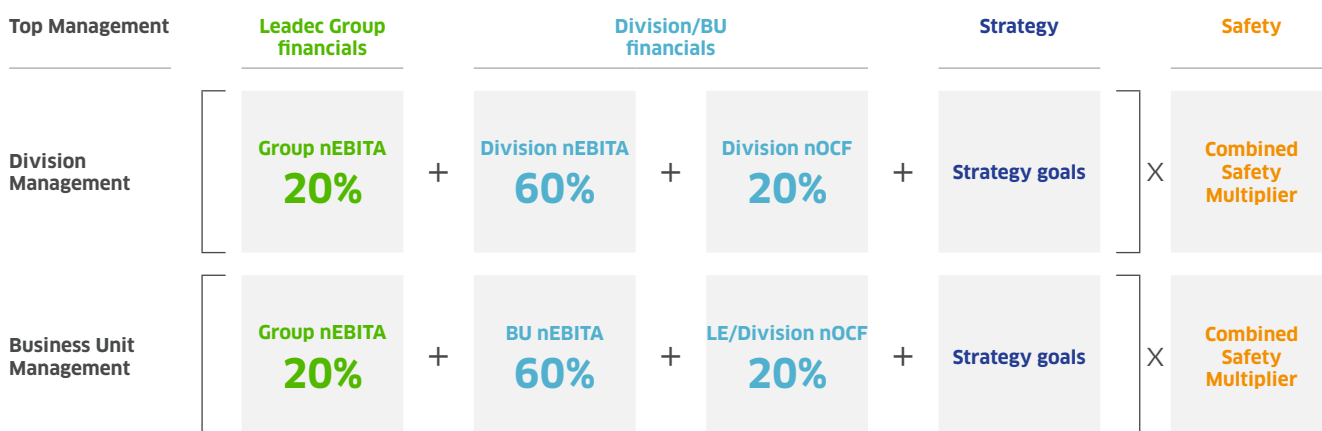 Top Management
Leadec Group
financials
Division/BU
financials
Strategy
Safety
Division
Management
Group nEBITA
20%
+
Division nEBITA
60%
+
Division nOCF
20%
+
Strategy goals
X
Combined
Safety
Multiplier
Business Unit
Management
Group nEBITA
20%
+
BU nEBITA
60%
+
LE/Division nOCF
20%
+
Strategy goals
X
Combined
Safety
Multiplier